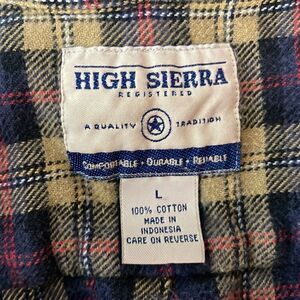 HIGH SIERRA
REGISTERED
A QUALITY TRADITION
COMFORTABLE • DURABLE • RELIABLE
L
100% COTTON
MADE IN
INDONESIA
CARE ON REVERSE